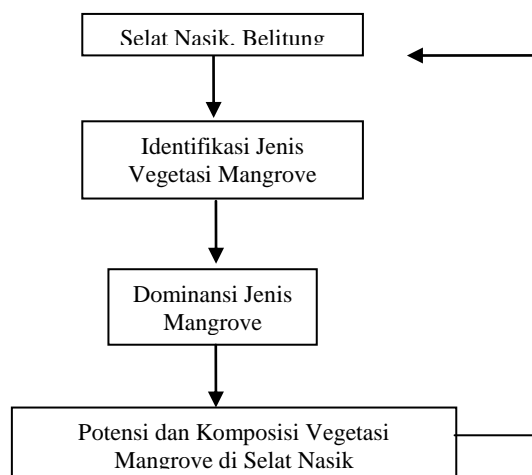 Selat Nasik, Belitung
Identifikasi Jenis
Vegetasi Mangrove
Dominansi Jenis
Mangrove
Potensi dan Komposisi Vegetasi
Mangrove di Selat Nasik